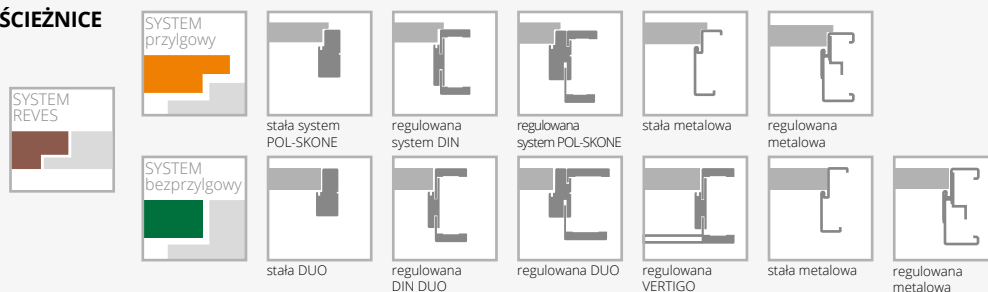 ŚCIEŻNICE
SYSTEM
REVES
SYSTEM
przylgowy
stała system
POL-SKONE
regulowana
system DIN
regulowana
system POL-SKONE
stała metalowa
regulowana
metalowa
SYSTEM
bezprzylgowy
stała DUO
regulowana
DIN DUO
regulowana DUO
regulowana
VERTIGO
stała metalowa
regulowana
metalowa